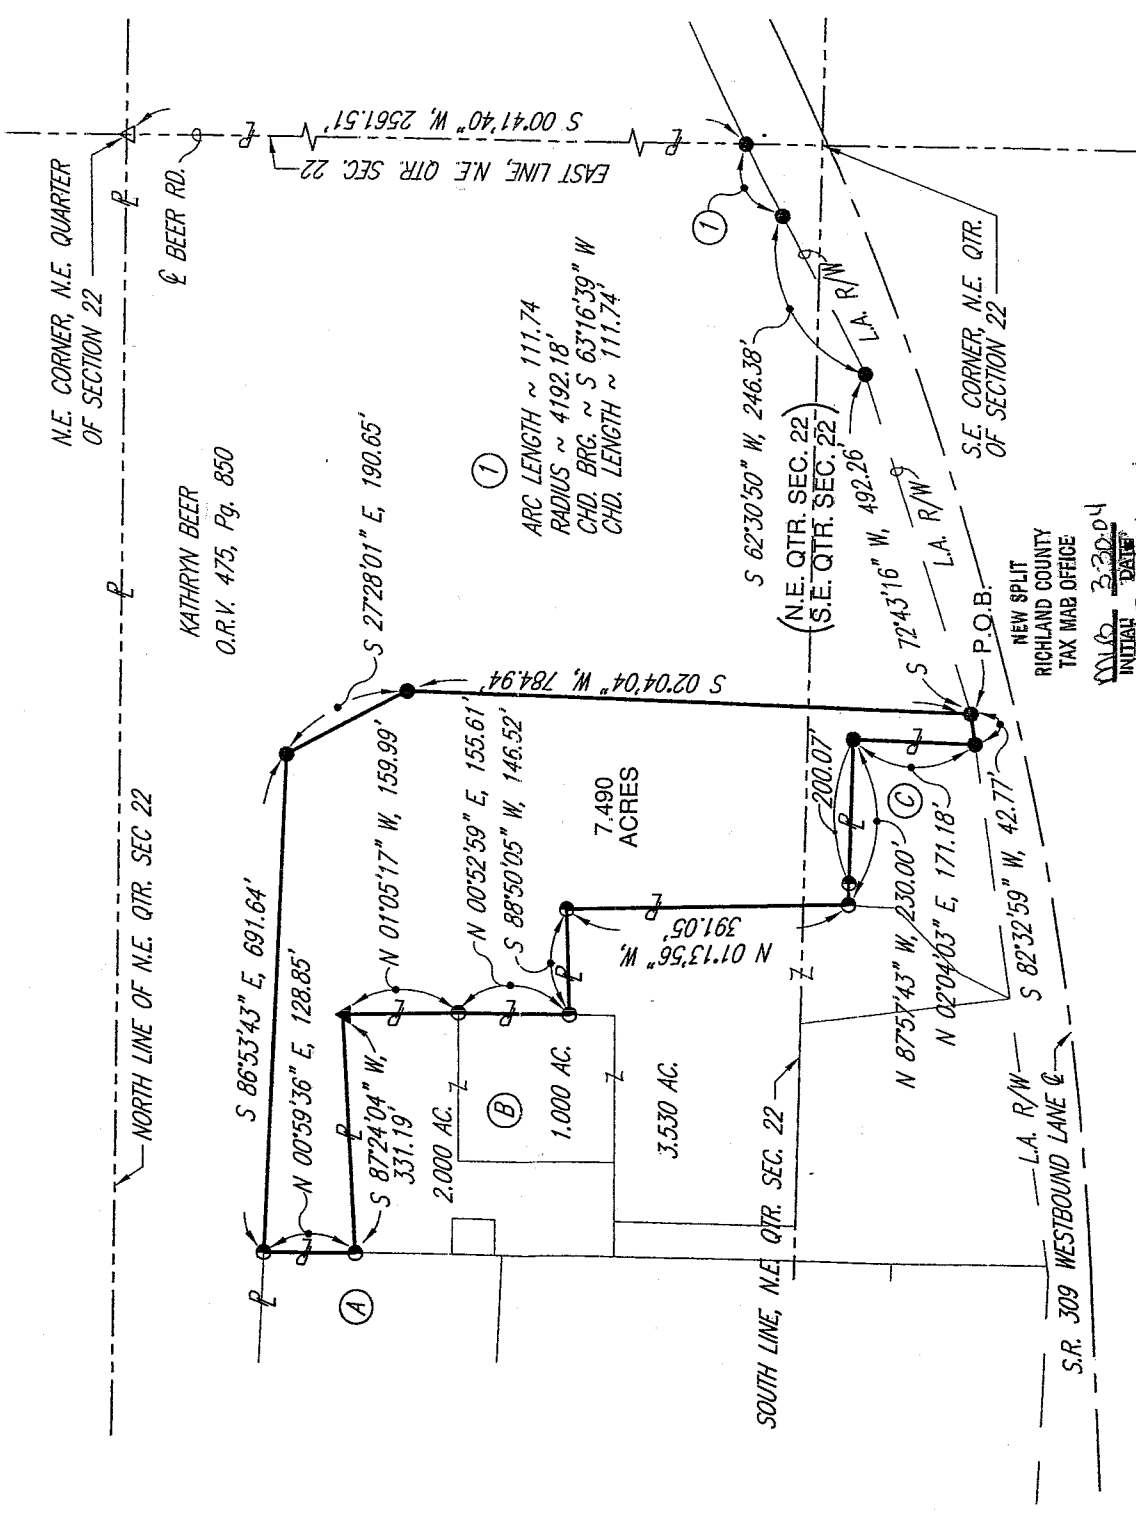 N.E. CORNER, N.E. QUARTER
OF SECTION 22
℄ BEER RD.
S 00°41'40" W, 2561.51'
EAST LINE, N.E. QTR. SEC. 22
KATHRYN BEER
O.R.V. 475, Pg. 850
NORTH LINE OF N.E. QTR. SEC 22
S 27°28'01" E, 190.65'
1
ARC LENGTH ~ 111.74
RADIUS ~ 4192.18'
CHD. BRG. ~ S 63°16'39" W
CHD. LENGTH ~ 111.74'
1
S 86°53'43" E, 691.64'
N 00°59'36" E, 128.85'
N 01°05'17" W, 159.99'
N 00°52'59" E, 155.61'
S 88°50'05" W, 146.52'
S 02°04'04" W, 784.94'
7.490
ACRES
S 87°24'04" W,
331.19'
A
2.000 AC.
B
1.000 AC.
3.530 AC.
N 01°13'56" W,
391.05'
S 62°30'50" W, 246.38'
(N.E. QTR. SEC. 22)
(S.E. QTR. SEC. 22)
L.A. R/W
S 72°43'16" W, 492.26'
L.A. R/W
S.E. CORNER, N.E. QTR.
OF SECTION 22
P.O.B.
200.07'
C
N 87°57'43" W, 230.00'
N 02°04'03" E, 171.18'
S 82°32'59" W, 42.77'
SOUTH LINE, N.E. QTR. SEC. 22
L.A. R/W
S.R. 309 WESTBOUND LANE ℄
NEW SPLIT
RICHLAND COUNTY
TAX MAP OFFICE
3-30-04
INITIAL DATE